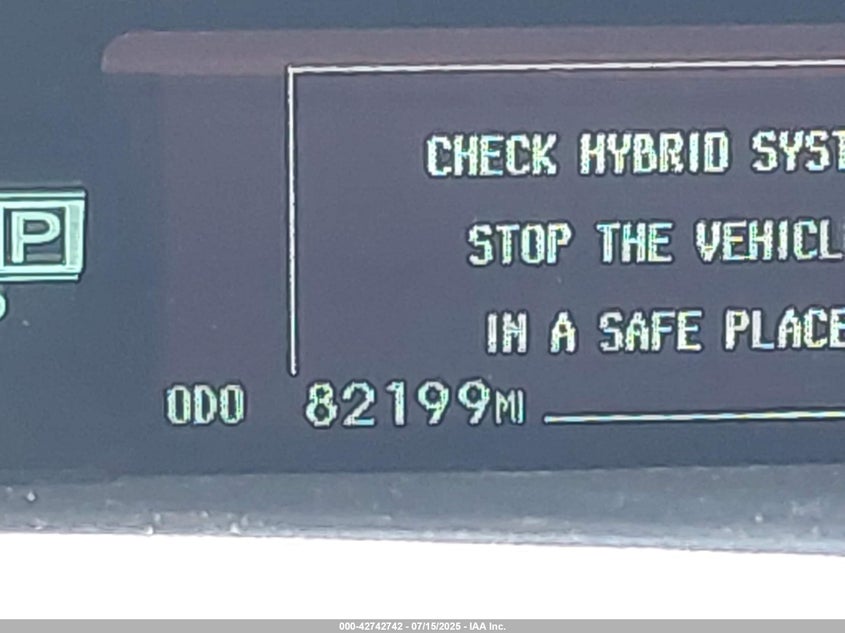 CHECK HYBRID SYST
P
STOP THE VEHICL
IN A SAFE PLACE
ODO 82199MI
000-42742742 - 07/15/2025 - IAA Inc.